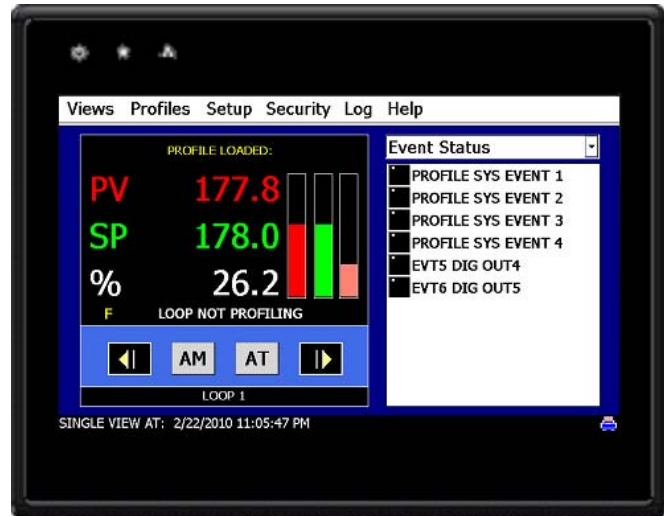 Views Profiles Setup Security Log Help
PROFILE LOADED:
PV 177.8
SP 178.0
% 26.2
F LOOP NOT PROFILING
AM AT
LOOP 1
Event Status
PROFILE SYS EVENT 1
PROFILE SYS EVENT 2
PROFILE SYS EVENT 3
PROFILE SYS EVENT 4
EVT5 DIG OUT4
EVT6 DIG OUT5
SINGLE VIEW AT: 2/22/2010 11:05:47 PM